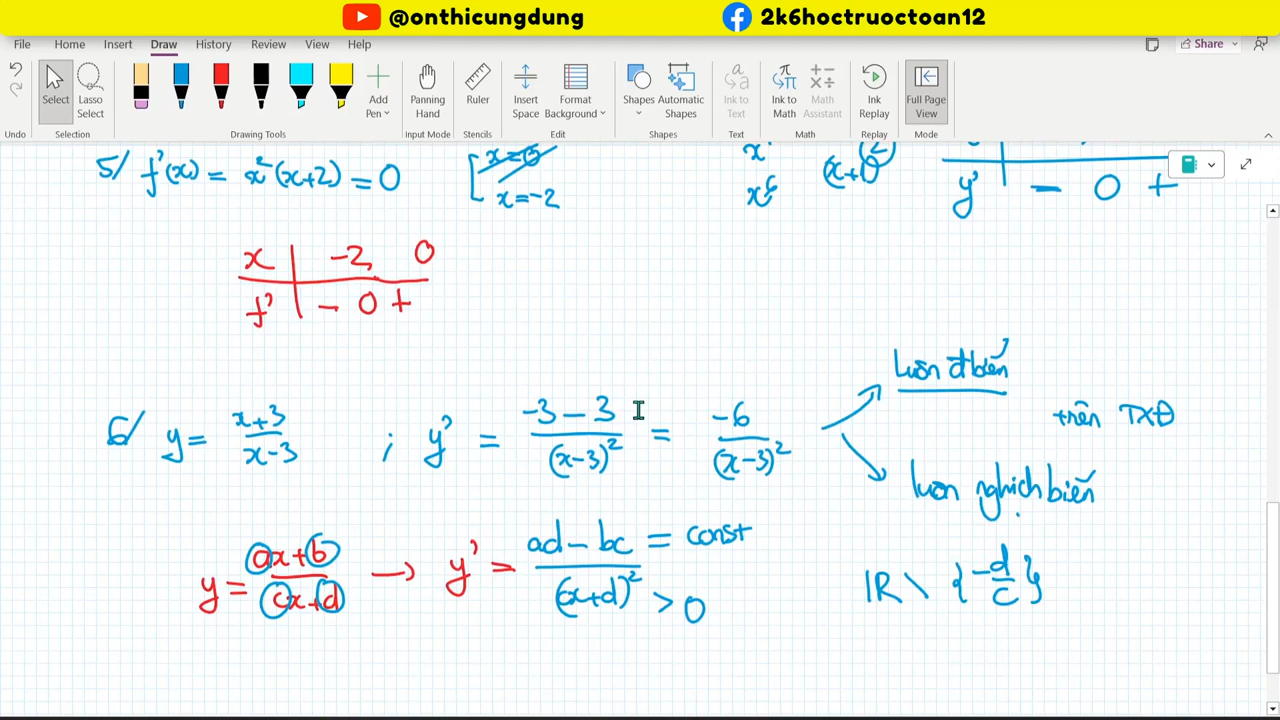 @onthicungdung 2k6hoctructoan12
File Home Insert Draw History Review View Help Share
Select Lasso Select Add Pen Panning Hand Ruler Insert Space Format Background Shapes Automatic Shapes Ink to Text Ink to Math Math Assistant Ink Replay Full Page View
Undo Selection Drawing Tools Input Mode Stencils Edit Shapes Text Math Replay Mode
5/ f'(x) = x²(x+2) = 0
x=0
x=-2
x⁶
y' - 0 +
x -2 0
f' - 0 +
luôn đ biến
6/ y = (x+3)/(x-3) ; y' = (-3-3)/(x-3)² = -6/(x-3)²
trên TXĐ
luôn nghịch biến
y = (ax+b)/(cx+d) → y' = (ad-bc)/(cx+d)² = const
> 0
IR \ {-d/c}